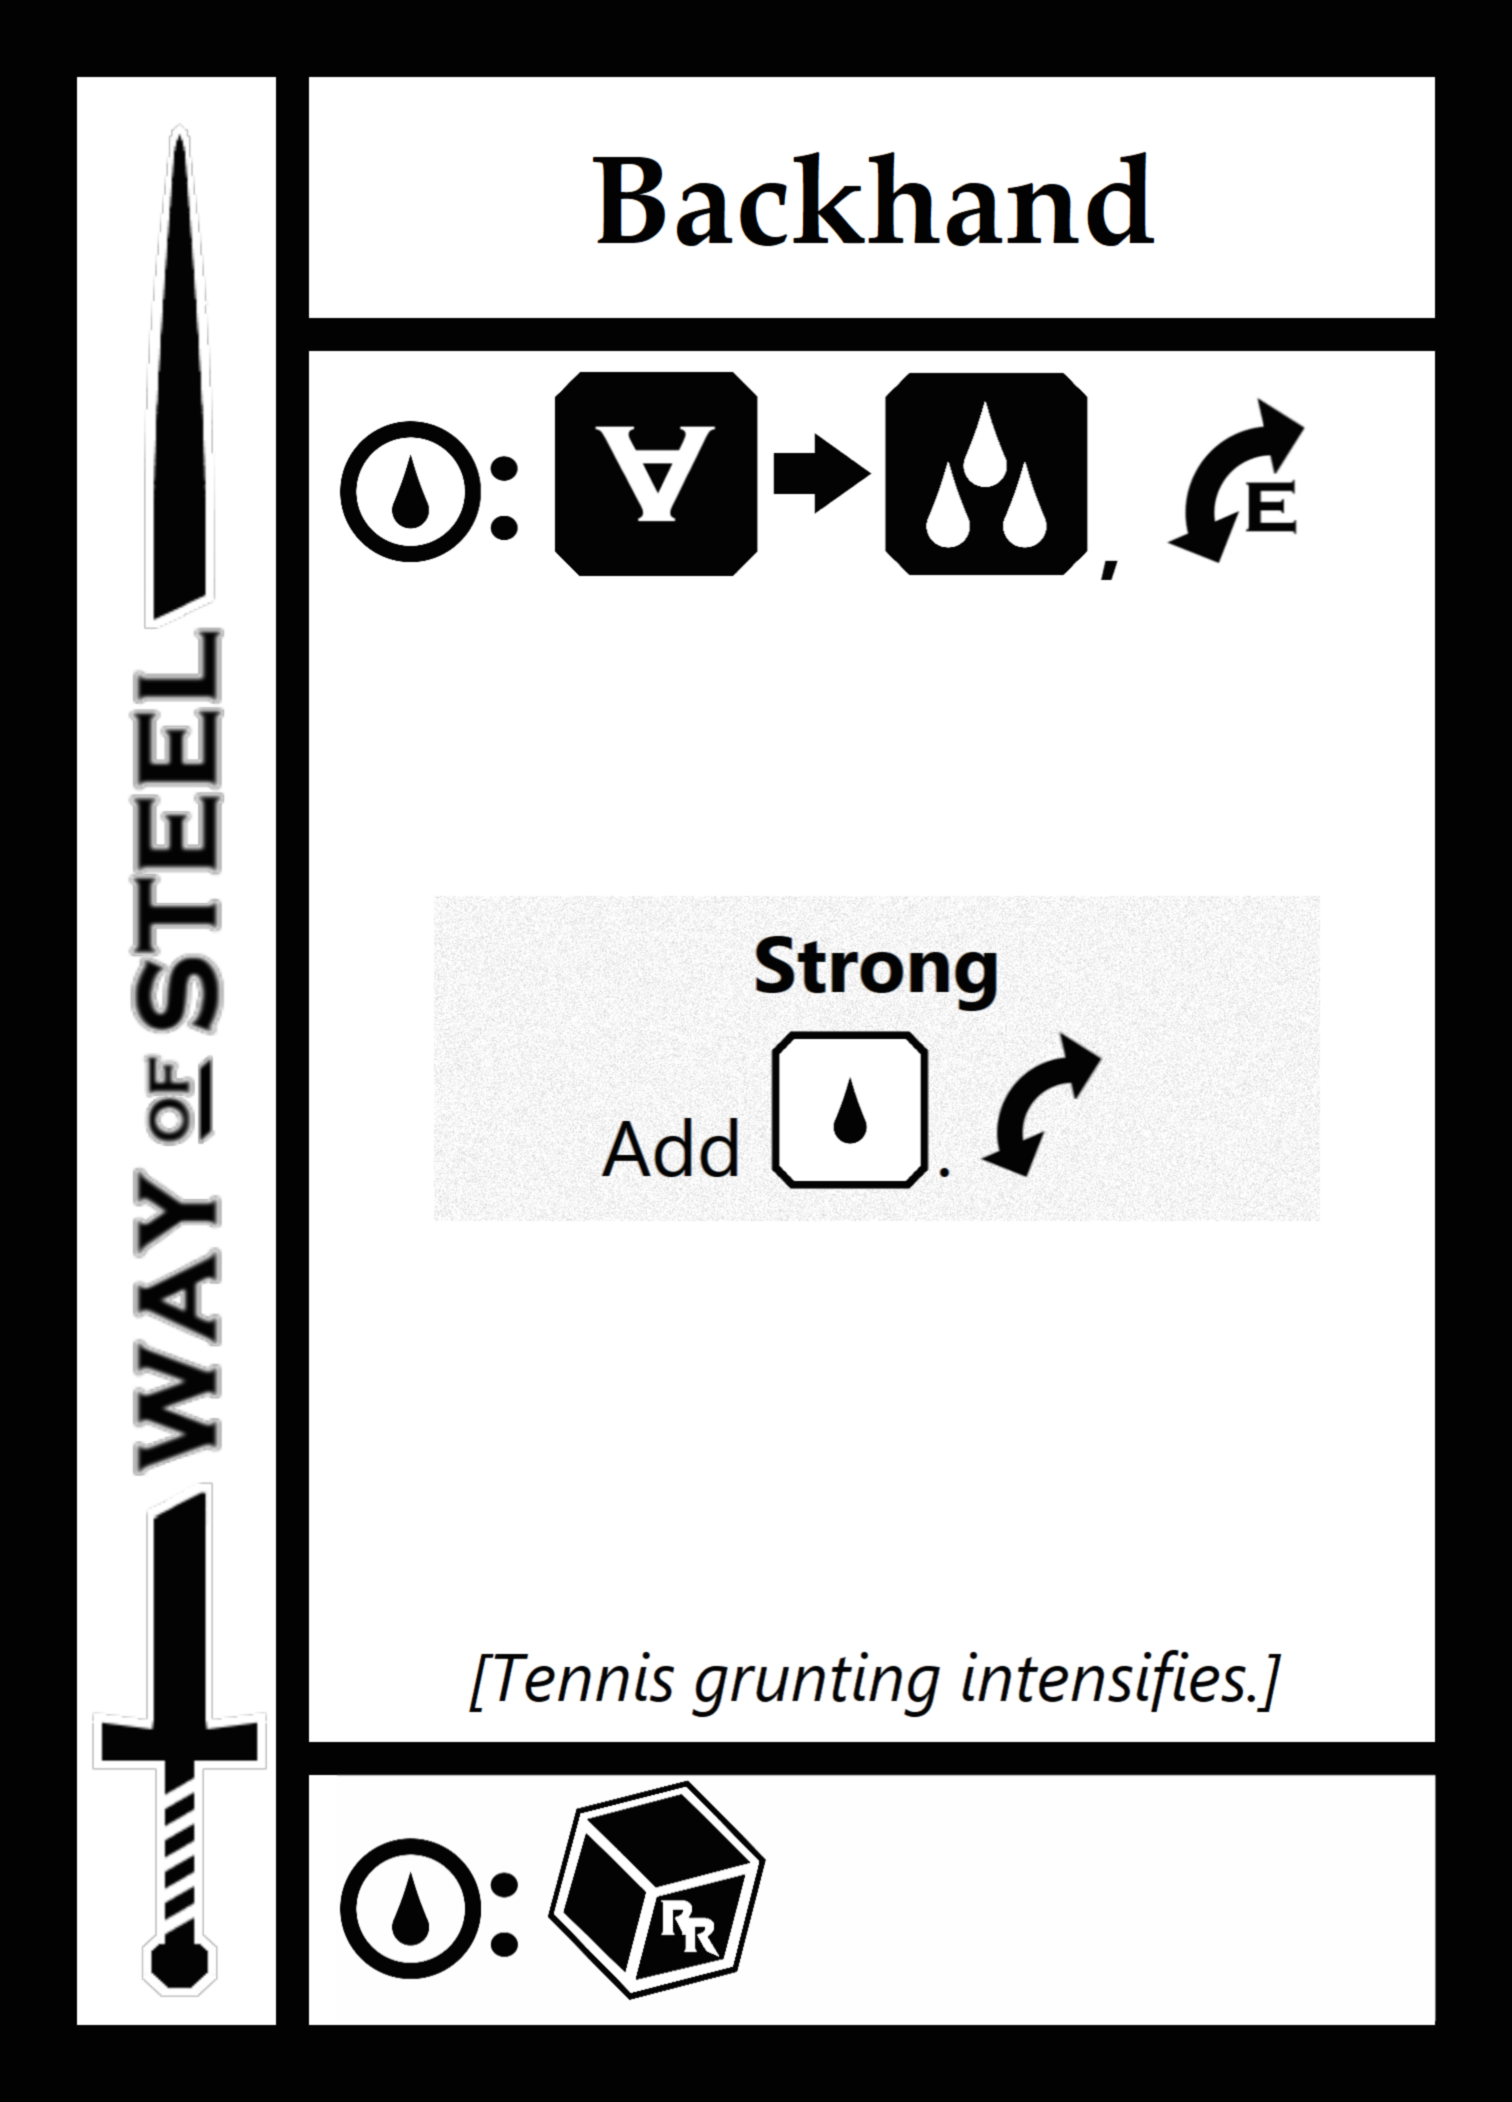 WAY OF STEEL
Backhand
: ∀ , E
Strong
Add .
[Tennis grunting intensifies.]
: RR